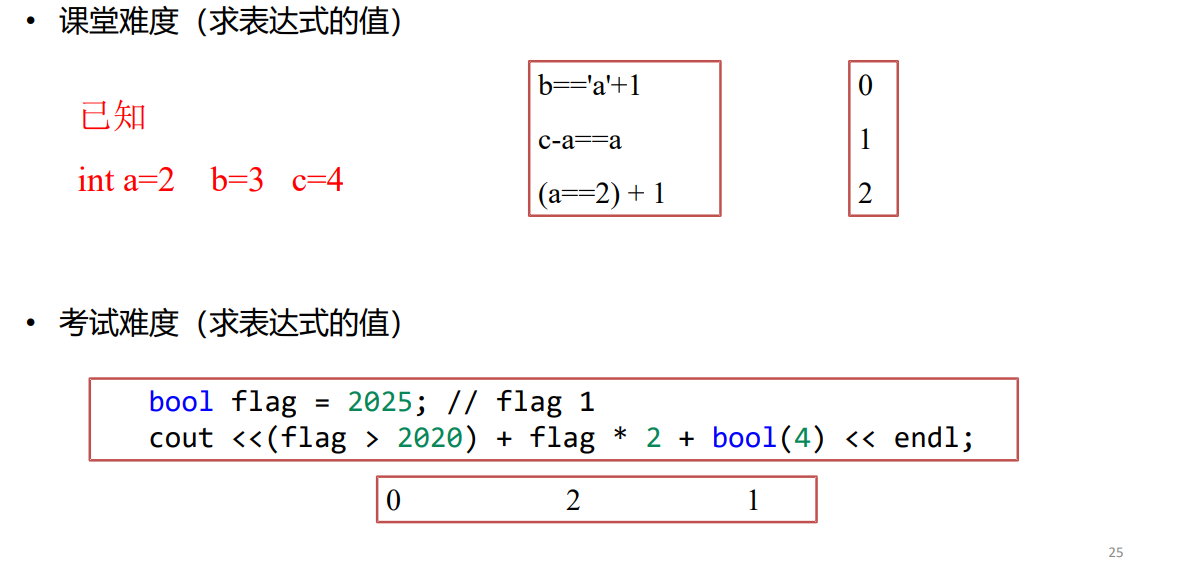 • 课堂难度（求表达式的值）
已知
int a=2 b=3 c=4
b=='a'+1
c-a==a
(a==2) + 1
0
1
2
• 考试难度（求表达式的值）
bool flag = 2025; // flag 1
cout <<(flag > 2020) + flag * 2 + bool(4) << endl;
0 2 1
25